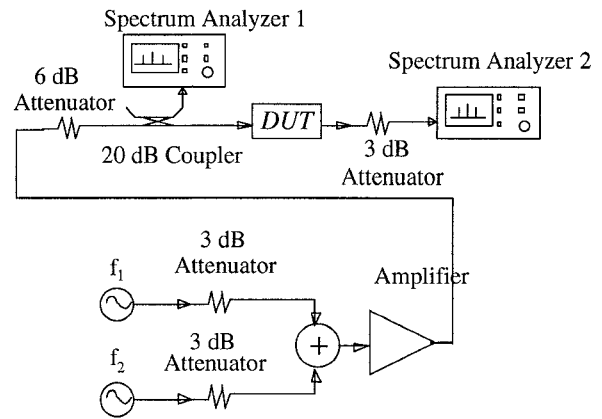 Spectrum Analyzer 1
Spectrum Analyzer 2
6 dB
Attenuator
DUT
20 dB Coupler
3 dB
Attenuator
3 dB
Attenuator
f1
Amplifier
3 dB
Attenuator
f2
+